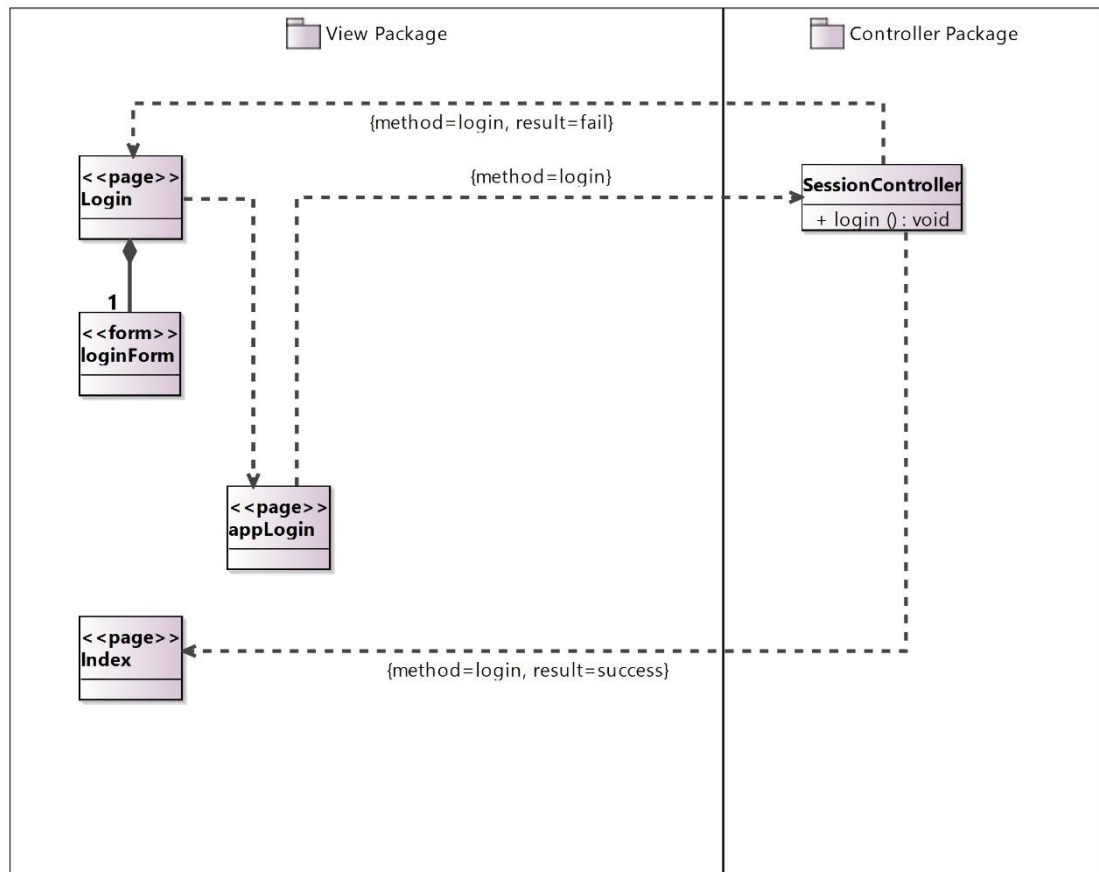 View Package
Controller Package
{method=login, result=fail}
<<page>>
Login
{method=login}
SessionController
+ login () : void
1
<<form>>
loginForm
<<page>>
appLogin
<<page>>
Index
{method=login, result=success}